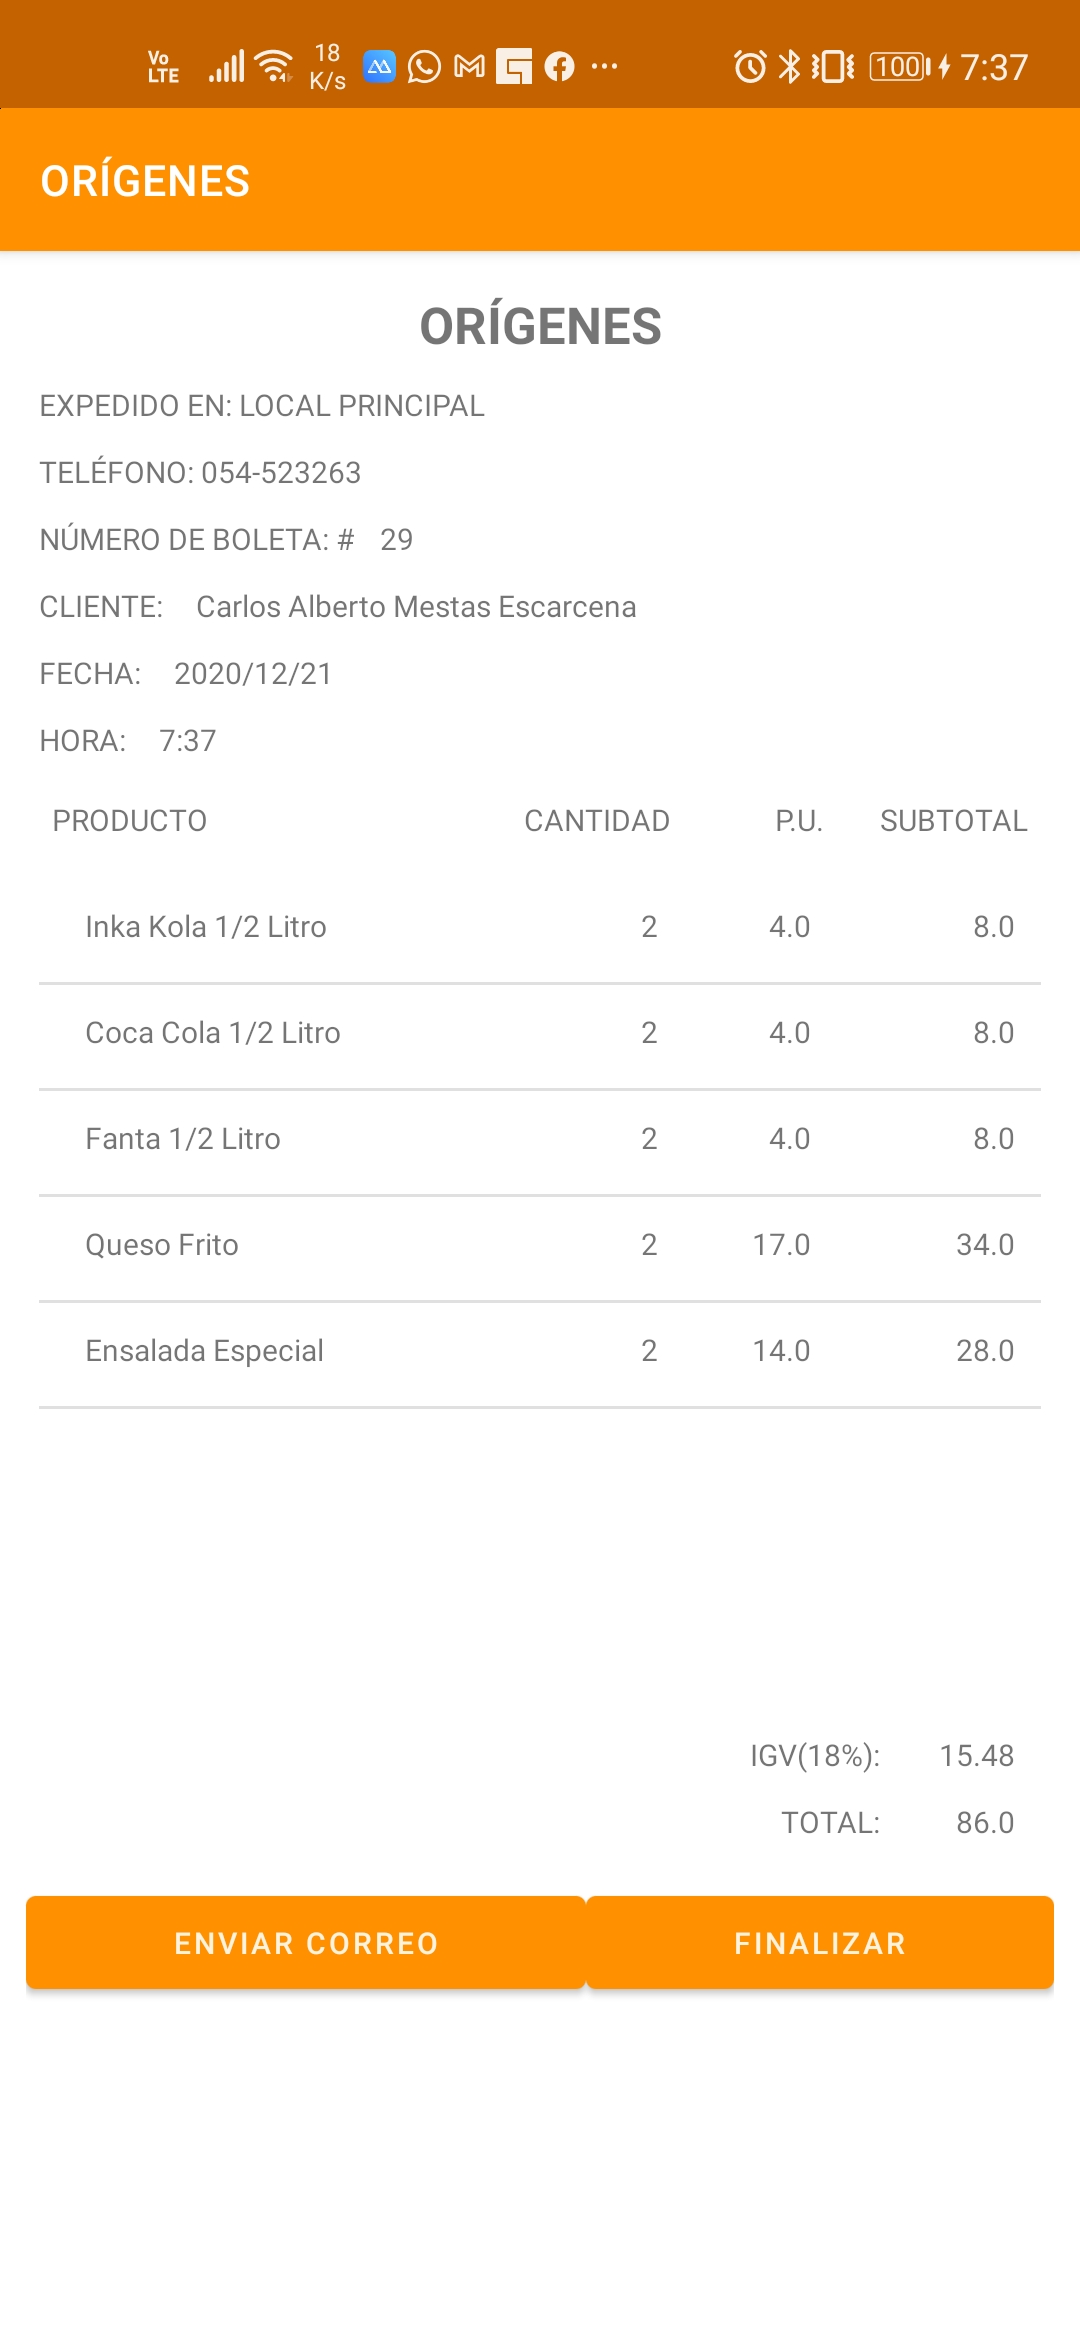 Vo LTE 18 K/s 100 7:37
ORÍGENES
ORÍGENES
EXPEDIDO EN: LOCAL PRINCIPAL
TELÉFONO: 054-523263
NÚMERO DE BOLETA: # 29
CLIENTE: Carlos Alberto Mestas Escarcena
FECHA: 2020/12/21
HORA: 7:37
PRODUCTO CANTIDAD P.U. SUBTOTAL
Inka Kola 1/2 Litro 2 4.0 8.0
Coca Cola 1/2 Litro 2 4.0 8.0
Fanta 1/2 Litro 2 4.0 8.0
Queso Frito 2 17.0 34.0
Ensalada Especial 2 14.0 28.0
IGV(18%): 15.48
TOTAL: 86.0
ENVIAR CORREO FINALIZAR